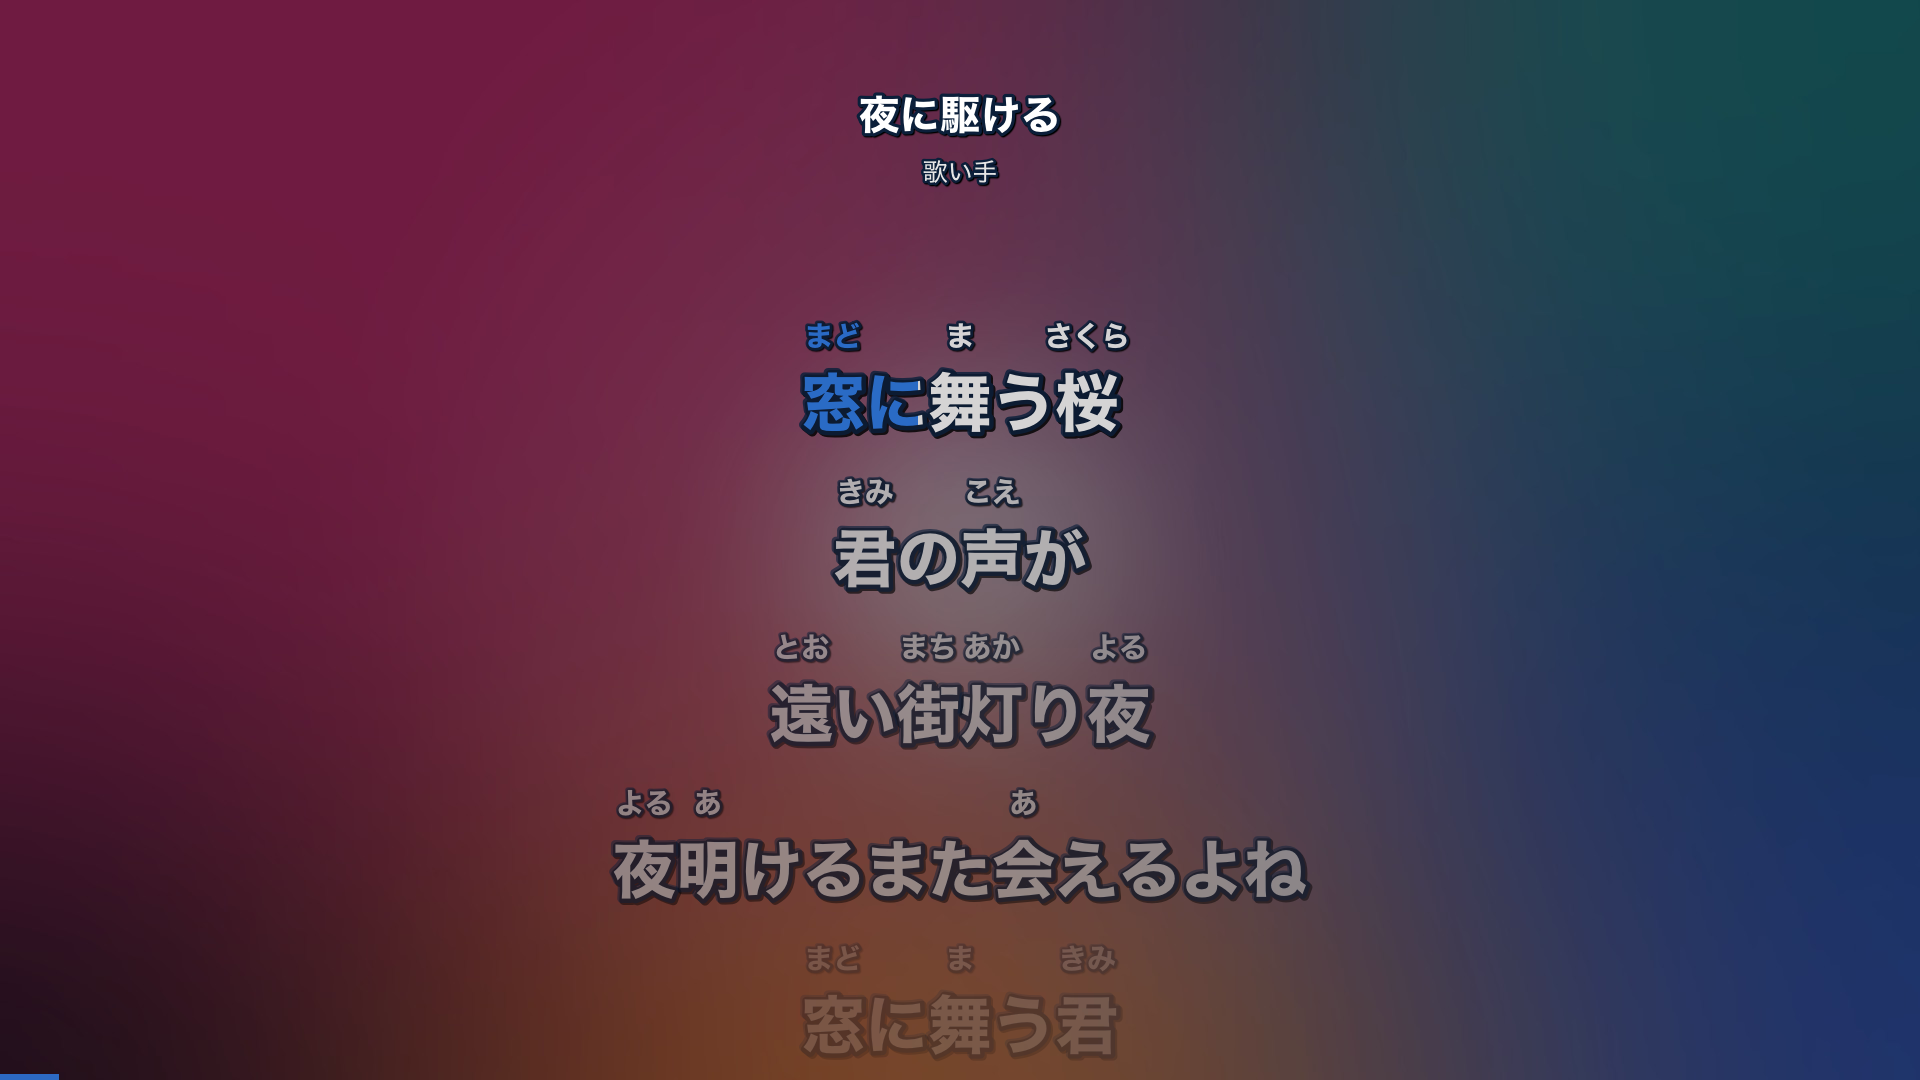 夜に駆ける
歌い手
まど ま さくら
窓に舞う桜
きみ こえ
君の声が
とお まち あか よる
遠い街灯り夜
よる あ あ
夜明けるまた会えるよね
まど ま きみ
窓に舞う君